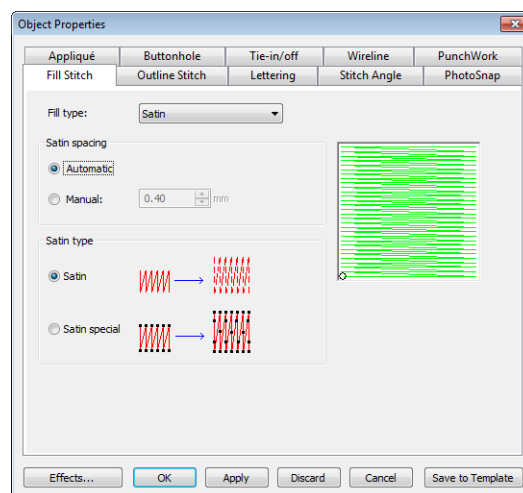 Object Properties
Appliqué Buttonhole Tie-in/off Wireline PunchWork
Fill Stitch Outline Stitch Lettering Stitch Angle PhotoSnap
Fill type: Satin
Satin spacing
Automatic
Manual: 0.40 mm
Satin type
Satin
Satin special
Effects... OK Apply Discard Cancel Save to Template